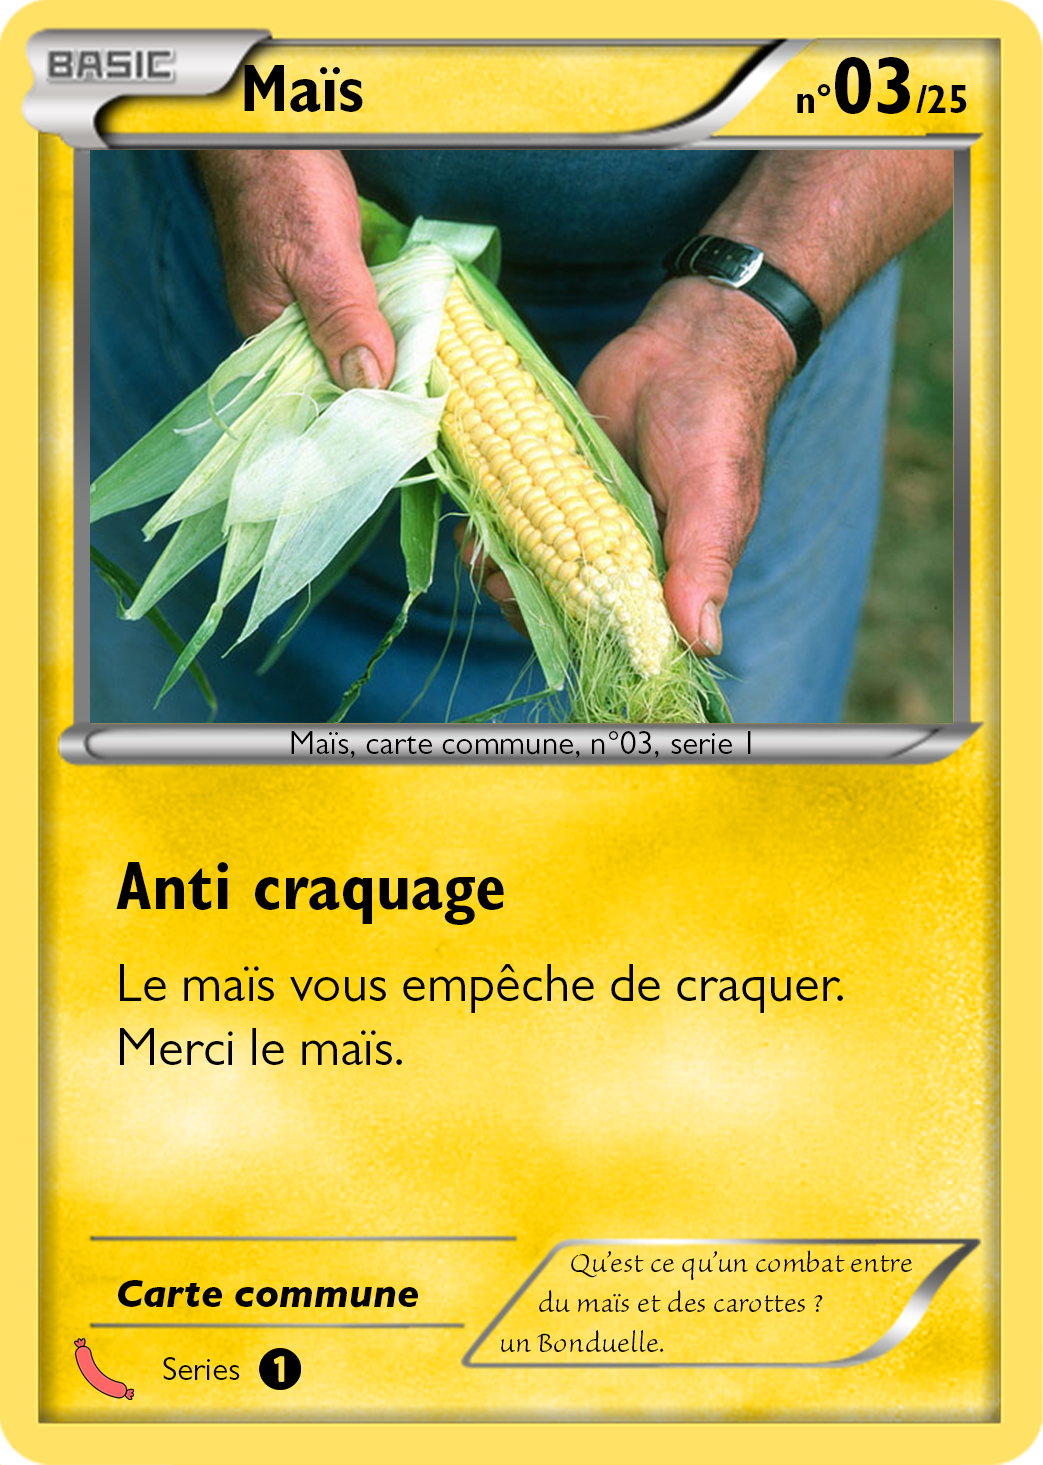 BASIC
Maïs
n°03/25
Maïs, carte commune, n°03, serie 1
Anti craquage
Le maïs vous empêche de craquer.
Merci le maïs.
Carte commune
Qu'est ce qu'un combat entre
du maïs et des carottes ?
un Bonduelle.
Series 1